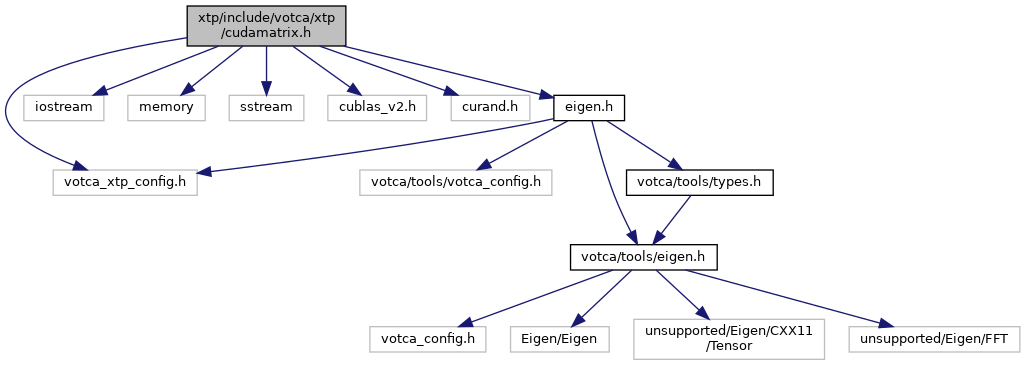 xtp/include/votca/xtp
/cudamatrix.h
iostream
memory
sstream
cublas_v2.h
curand.h
eigen.h
votca_xtp_config.h
votca/tools/votca_config.h
votca/tools/types.h
votca/tools/eigen.h
votca_config.h
Eigen/Eigen
unsupported/Eigen/CXX11
/Tensor
unsupported/Eigen/FFT